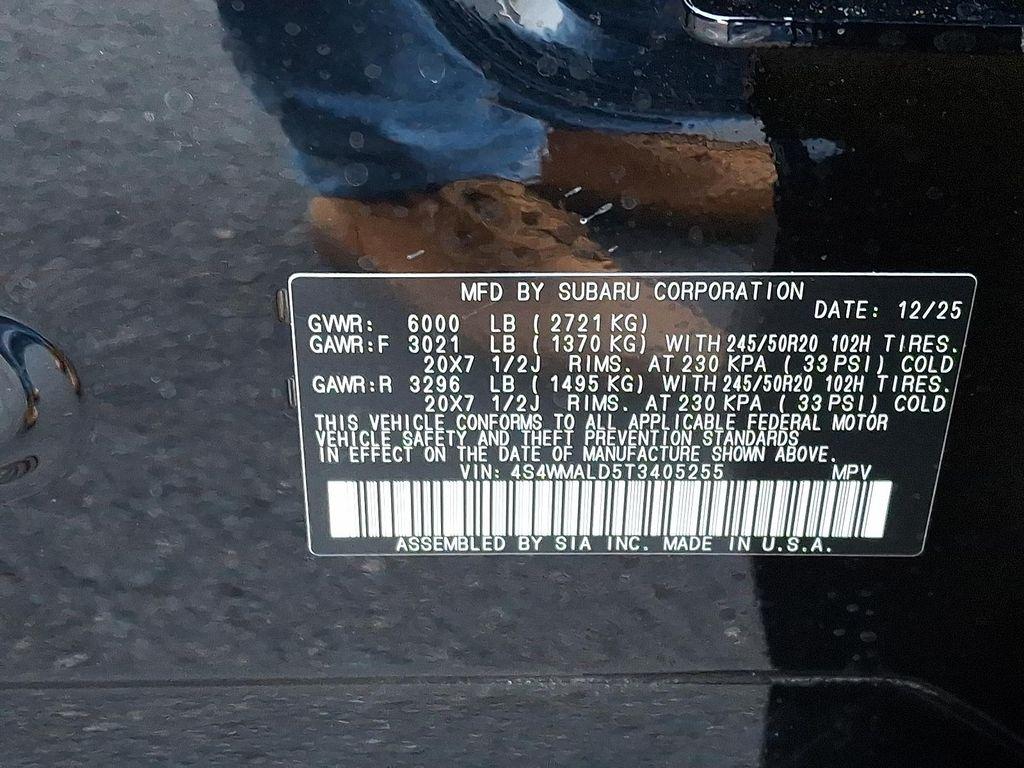 MFD BY SUBARU CORPORATION
DATE: 12/25
GVWR: 6000 LB ( 2721 KG)
GAWR:F 3021 LB ( 1370 KG) WITH 245/50R20 102H TIRES.
20X7 1/2J RIMS. AT 230 KPA ( 33 PSI) COLD
GAWR:R 3296 LB ( 1495 KG) WITH 245/50R20 102H TIRES.
20X7 1/2J RIMS. AT 230 KPA ( 33 PSI) COLD
THIS VEHICLE CONFORMS TO ALL APPLICABLE FEDERAL MOTOR
VEHICLE SAFETY AND THEFT PREVENTION STANDARDS
IN EFFECT ON THE DATE OF MANUFACTURE SHOWN ABOVE.
VIN: 4S4WMALD5T3405255 MPV
ASSEMBLED BY SIA INC. MADE IN U.S.A.